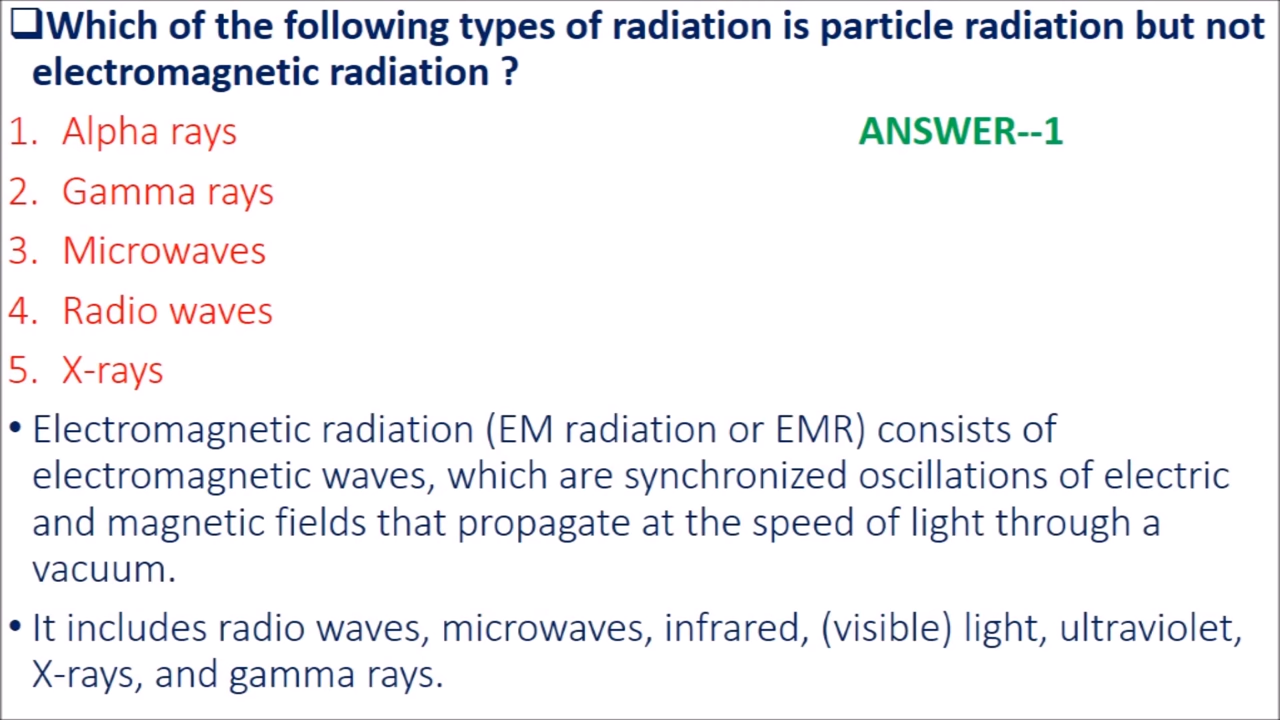 ❑Which of the following types of radiation is particle radiation but not
electromagnetic radiation ?
1. Alpha rays
ANSWER--1
2. Gamma rays
3. Microwaves
4. Radio waves
5. X-rays
• Electromagnetic radiation (EM radiation or EMR) consists of
electromagnetic waves, which are synchronized oscillations of electric
and magnetic fields that propagate at the speed of light through a
vacuum.
• It includes radio waves, microwaves, infrared, (visible) light, ultraviolet,
X-rays, and gamma rays.